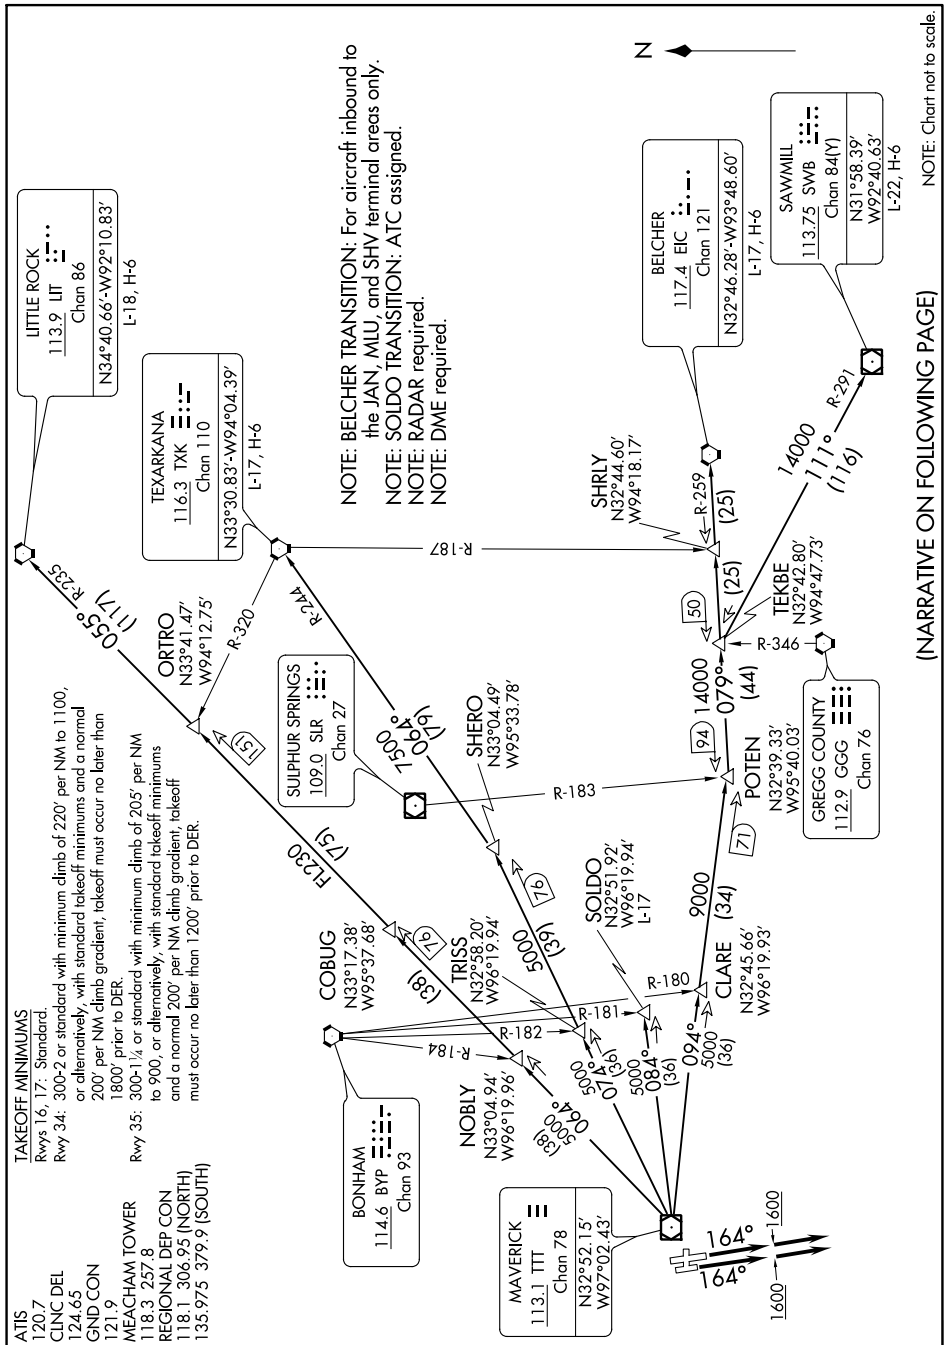 ATIS
120.7
CLNC DEL
124.65
GND CON
121.9
MEACHAM TOWER
118.3 257.8
REGIONAL DEP CON
118.1 306.95 (NORTH)
135.975 379.9 (SOUTH)
TAKEOFF MINIMUMS
Rwys 16, 17: Standard.
Rwy 34: 300-2 or standard with minimum climb of 220' per NM to 1100,
or alternatively, with standard takeoff minimums and a normal
200' per NM climb gradient, takeoff must occur no later than
1800' prior to DER.
Rwy 35: 300-1¼ or standard with minimum climb of 205' per NM
to 900, or alternatively, with standard takeoff minimums
and a normal 200' per NM climb gradient, takeoff
must occur no later than 1200' prior to DER.
LITTLE ROCK
113.9 LIT
Chan 86
N34°40.66'-W92°10.83'
L-18, H-6
TEXARKANA
116.3 TXK
Chan 110
N33°30.83'-W94°04.39'
L-17, H-6
NOTE: BELCHER TRANSITION: For aircraft inbound to
the JAN, MLU, and SHV terminal areas only.
NOTE: SOLDO TRANSITION: ATC assigned.
NOTE: RADAR required.
NOTE: DME required.
N
R-235
055°
(117)
ORTRO
N33°41.47'
W94°12.75'
R-320
151
FL230
(75)
COBUG
N33°17.38'
W95°37.68'
76
(38)
R-244
7500
094°
(79)
SULPHUR SPRINGS
109.0 SLR
Chan 27
SHERO
N33°04.49'
W95°33.78'
76
5000
(39)
R-183
R-187
BONHAM
114.6 BYP
Chan 93
R-184
R-182
R-181
R-180
NOBLY
N33°04.94'
W96°19.96'
TRISS
N32°58.20'
W96°19.94'
SOLDO
N32°51.92'
W96°19.94'
L-17
CLARE
N32°45.66'
W96°19.93'
064°
5000
(38)
5000
074°
(36)
5000
084°
(36)
094°
5000
(36)
MAVERICK
113.1 TTT
Chan 78
N32°52.15'
W97°02.43'
164°
164°
1600
1600
9000
(34)
71
POTEN
N32°39.33'
W95°40.03'
94
14000
079°
(44)
GREGG COUNTY
112.9 GGG
Chan 76
R-346
TEKBE
N32°42.80'
W94°47.73'
50
(25)
SHRLY
N32°44.60'
W94°18.17'
R-259
(25)
BELCHER
117.4 EIC
Chan 121
N32°46.28'-W93°48.60'
L-17, H-6
14000
111°
(116)
R-291
SAWMILL
113.75 SWB
Chan 84(Y)
N31°58.39'
W92°40.63'
L-22, H-6
(NARRATIVE ON FOLLOWING PAGE)
NOTE: Chart not to scale.